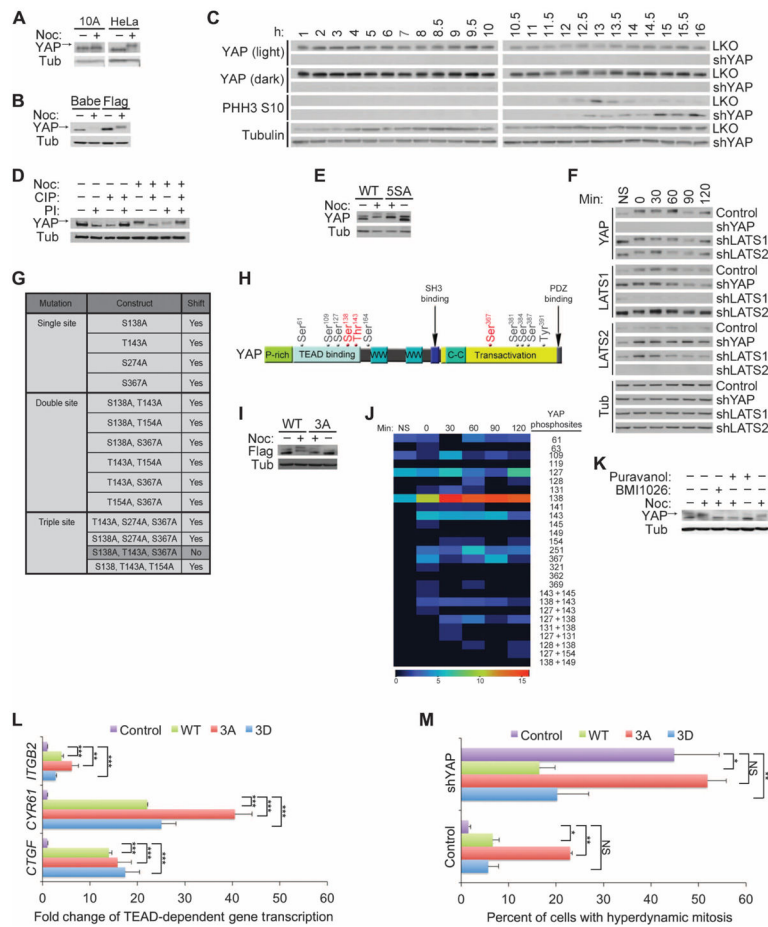 A
10A HeLa
Noc: – + – +
YAP
Tub
B
Babe Flag
Noc: – + – +
YAP
Tub
C
h: 1 2 3 4 5 6 7 8 8.5 9 9.5 10 10.5 11 11.5 12 12.5 13 13.5 14 14.5 15 15.5 16
YAP (light)
LKO
shYAP
YAP (dark)
LKO
shYAP
PHH3 S10
LKO
shYAP
Tubulin
LKO
shYAP
D
Noc: – – – – + + + +
CIP: – – + + – – + +
PI: – + – + – + – +
YAP
Tub
E
WT 5SA
Noc: – + + –
YAP
Tub
F
Min: NS 0 30 60 90 120
YAP
Control
shYAP
shLATS1
shLATS2
LATS1
Control
shYAP
shLATS1
shLATS2
LATS2
Control
shYAP
shLATS1
shLATS2
Tub
Control
shYAP
shLATS1
shLATS2
G
Mutation Construct Shift
Single site S138A Yes
T143A Yes
S274A Yes
S367A Yes
Double site S138A, T143A Yes
S138A, T154A Yes
S138A, S367A Yes
T143A, T154A Yes
T143A, S367A Yes
T154A, S367A Yes
Triple site T143A, S274A, S367A Yes
S138A, S274A, S367A Yes
S138A, T143A, S367A No
S138, T143A, T154A Yes
H
SH3 binding
PDZ binding
Ser61 Ser109 Ser127 Ser138 Thr143 Ser164 Ser367 Ser381 Ser384 Ser387 Tyr391
YAP P-rich TEAD binding WW WW C-C Transactivation
I
WT 3A
Noc: – + + –
Flag
Tub
J
Min: NS 0 30 60 90 120
YAP phosphosites
61
63
109
119
127
128
131
138
141
143
145
149
154
251
367
321
362
369
143 + 145
138 + 143
127 + 143
127 + 138
131 + 138
127 + 131
128 + 138
127 + 154
138 + 149
0 5 10 15
K
Puravanol: – – – + + –
BMI1026: – – + – – –
Noc: – + + + – +
YAP
Tub
L
Control WT 3A 3D
ITGB2
*** ** ***
CYR61
*** *** ***
CTGF
*** *** ***
0 10 20 30 40 50 60
Fold change of TEAD-dependent gene transcription
M
Control WT 3A 3D
shYAP
* NS **
Control
* ** NS
0 10 20 30 40 50 60
Percent of cells with hyperdynamic mitosis